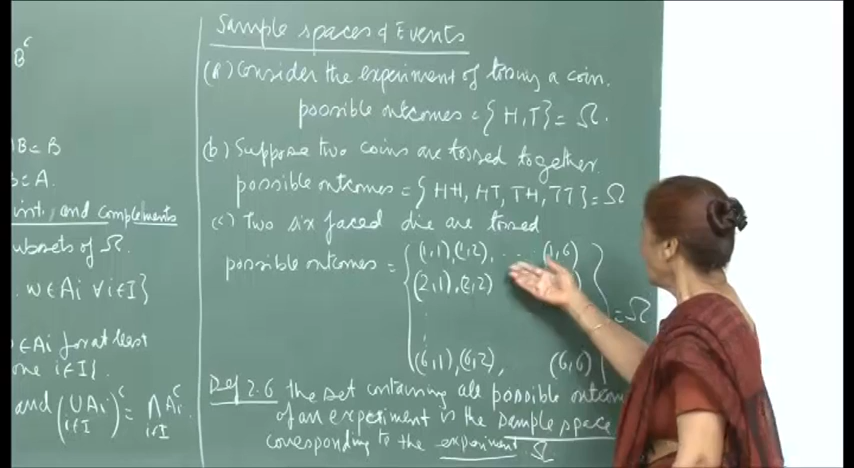 B^c
B ⊂ B
B ⊂ A.
int, and complements
ubsets of Ω.
. w ∈ Ai ∀ i ∈ I}
∈ Ai for at least
one i ∈ I}.
and (∪Ai)^c = ∩Ai^c
i∈I i∈I
Sample spaces & Events
(a) Consider the experiment of tossing a coin.
possible outcomes = {H, T} = Ω.
(b) Suppose two coins are tossed together.
possible outcomes = {HH, HT, TH, TT} = Ω
(c) Two six faced die are tossed
possible outcomes = { (1,1), (1,2), ... (1,6)
(2,1), (2,2)
⋮
(6,1), (6,2), (6,6) } = Ω
Def 2.6 the set containing all possible outcom
of an experiment is the sample space
corresponding to the experiment. Ω